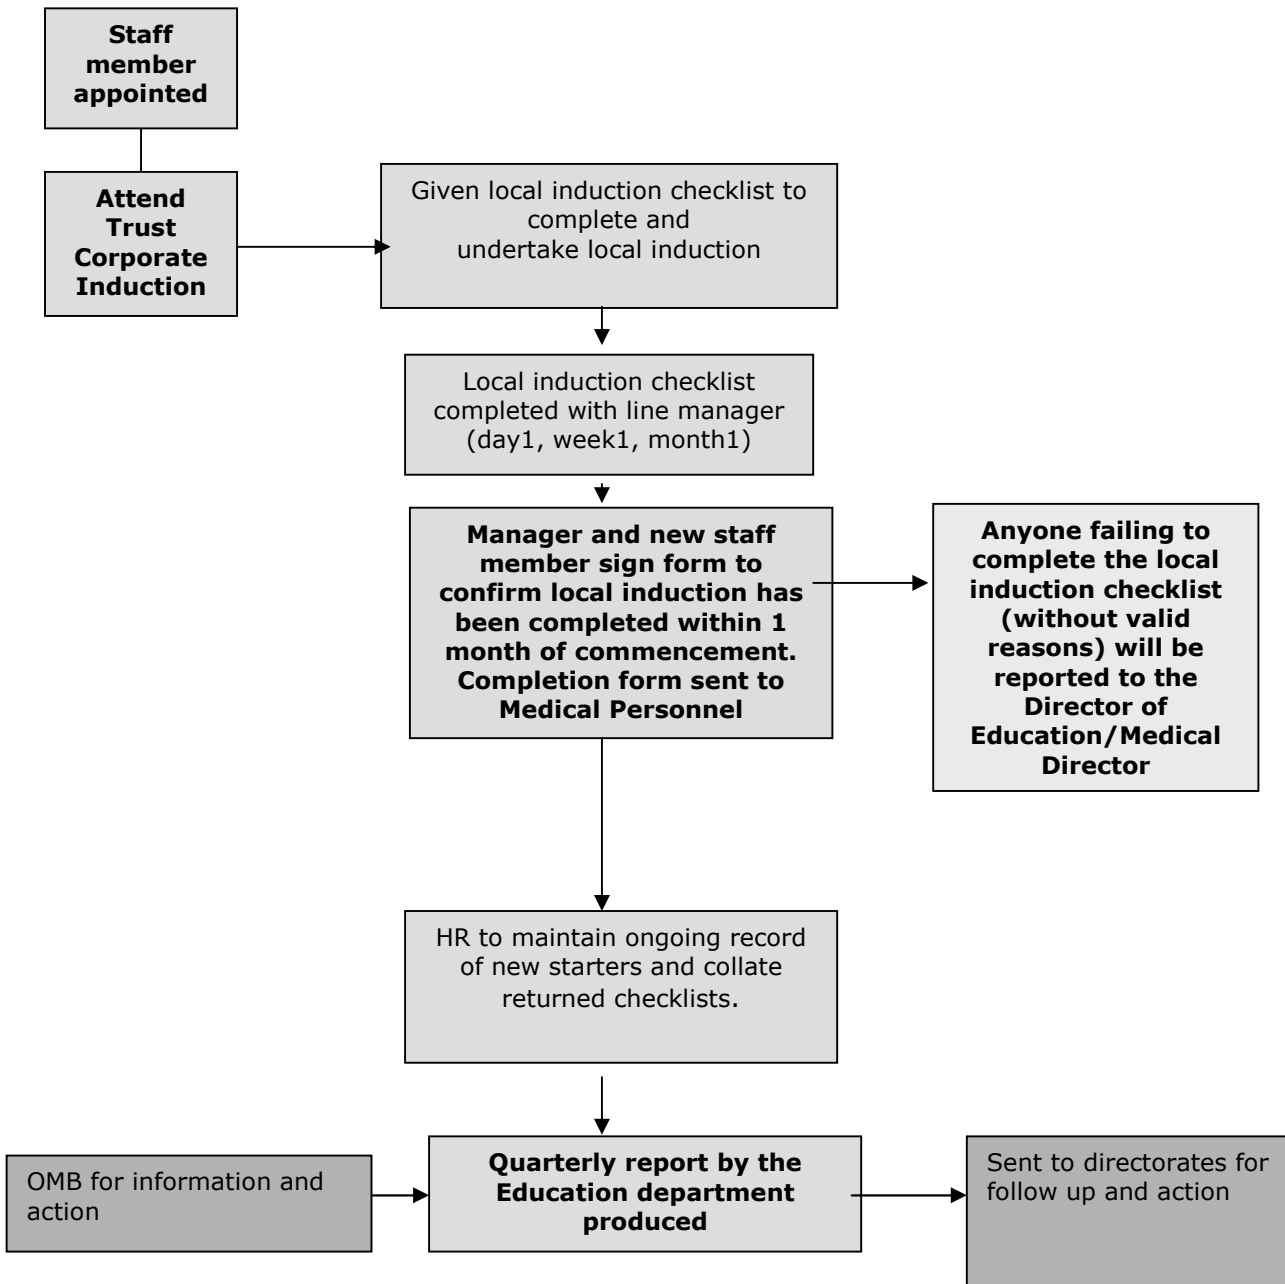 Staff
member
appointed
Attend
Trust
Corporate
Induction
Given local induction checklist to
complete and
undertake local induction
Local induction checklist
completed with line manager
(day1, week1, month1)
Manager and new staff
member sign form to
confirm local induction has
been completed within 1
month of commencement.
Completion form sent to
Medical Personnel
Anyone failing to
complete the local
induction checklist
(without valid
reasons) will be
reported to the
Director of
Education/Medical
Director
HR to maintain ongoing record
of new starters and collate
returned checklists.
OMB for information and
action
Quarterly report by the
Education department
produced
Sent to directorates for
follow up and action